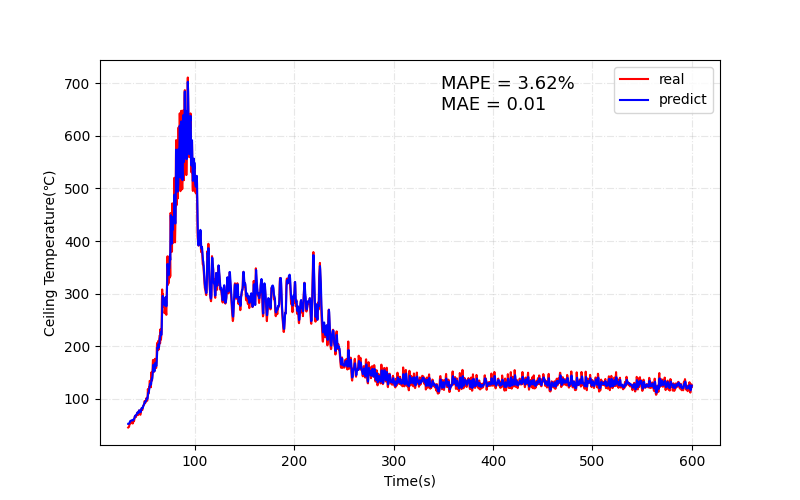 MAPE = 3.62%
MAE = 0.01
real
predict
Ceiling Temperature(℃)
700
600
500
400
300
200
100
100 200 300 400 500 600
Time(s)